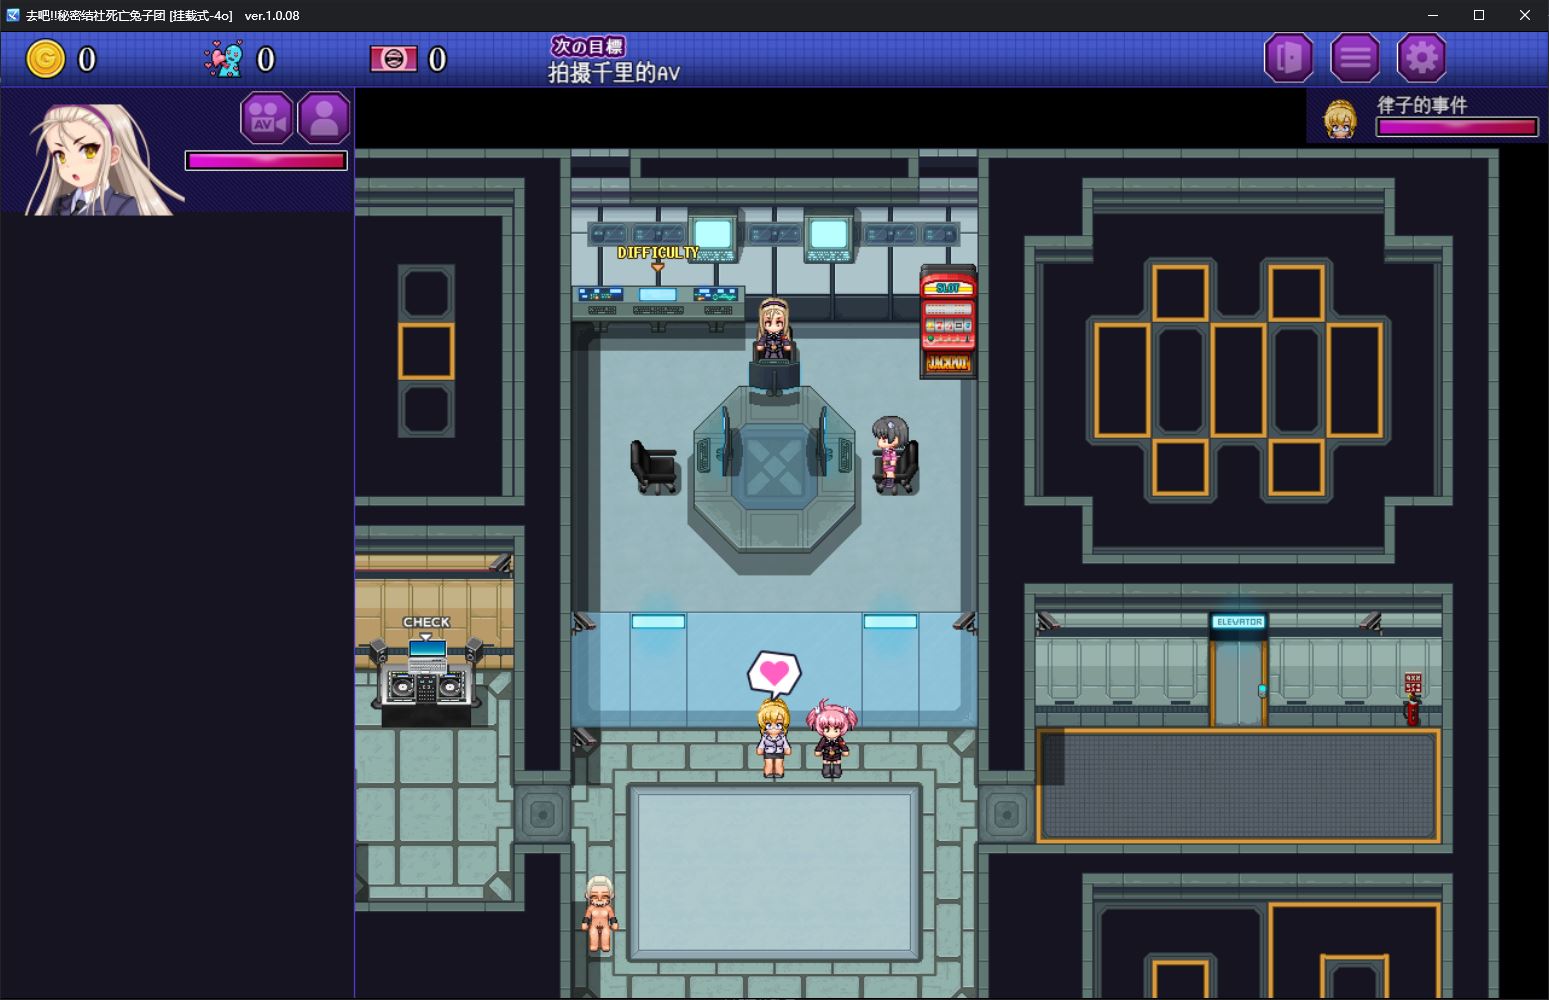 去吧!!秘密结社死亡兔子团 [挂载式-4o] ver.1.0.08
0
0
0
次の目標
拍摄千里的AV
AV
律子的事件
DIFFICULTY
SLOT
JACKPOT
CHECK
ELEVATOR